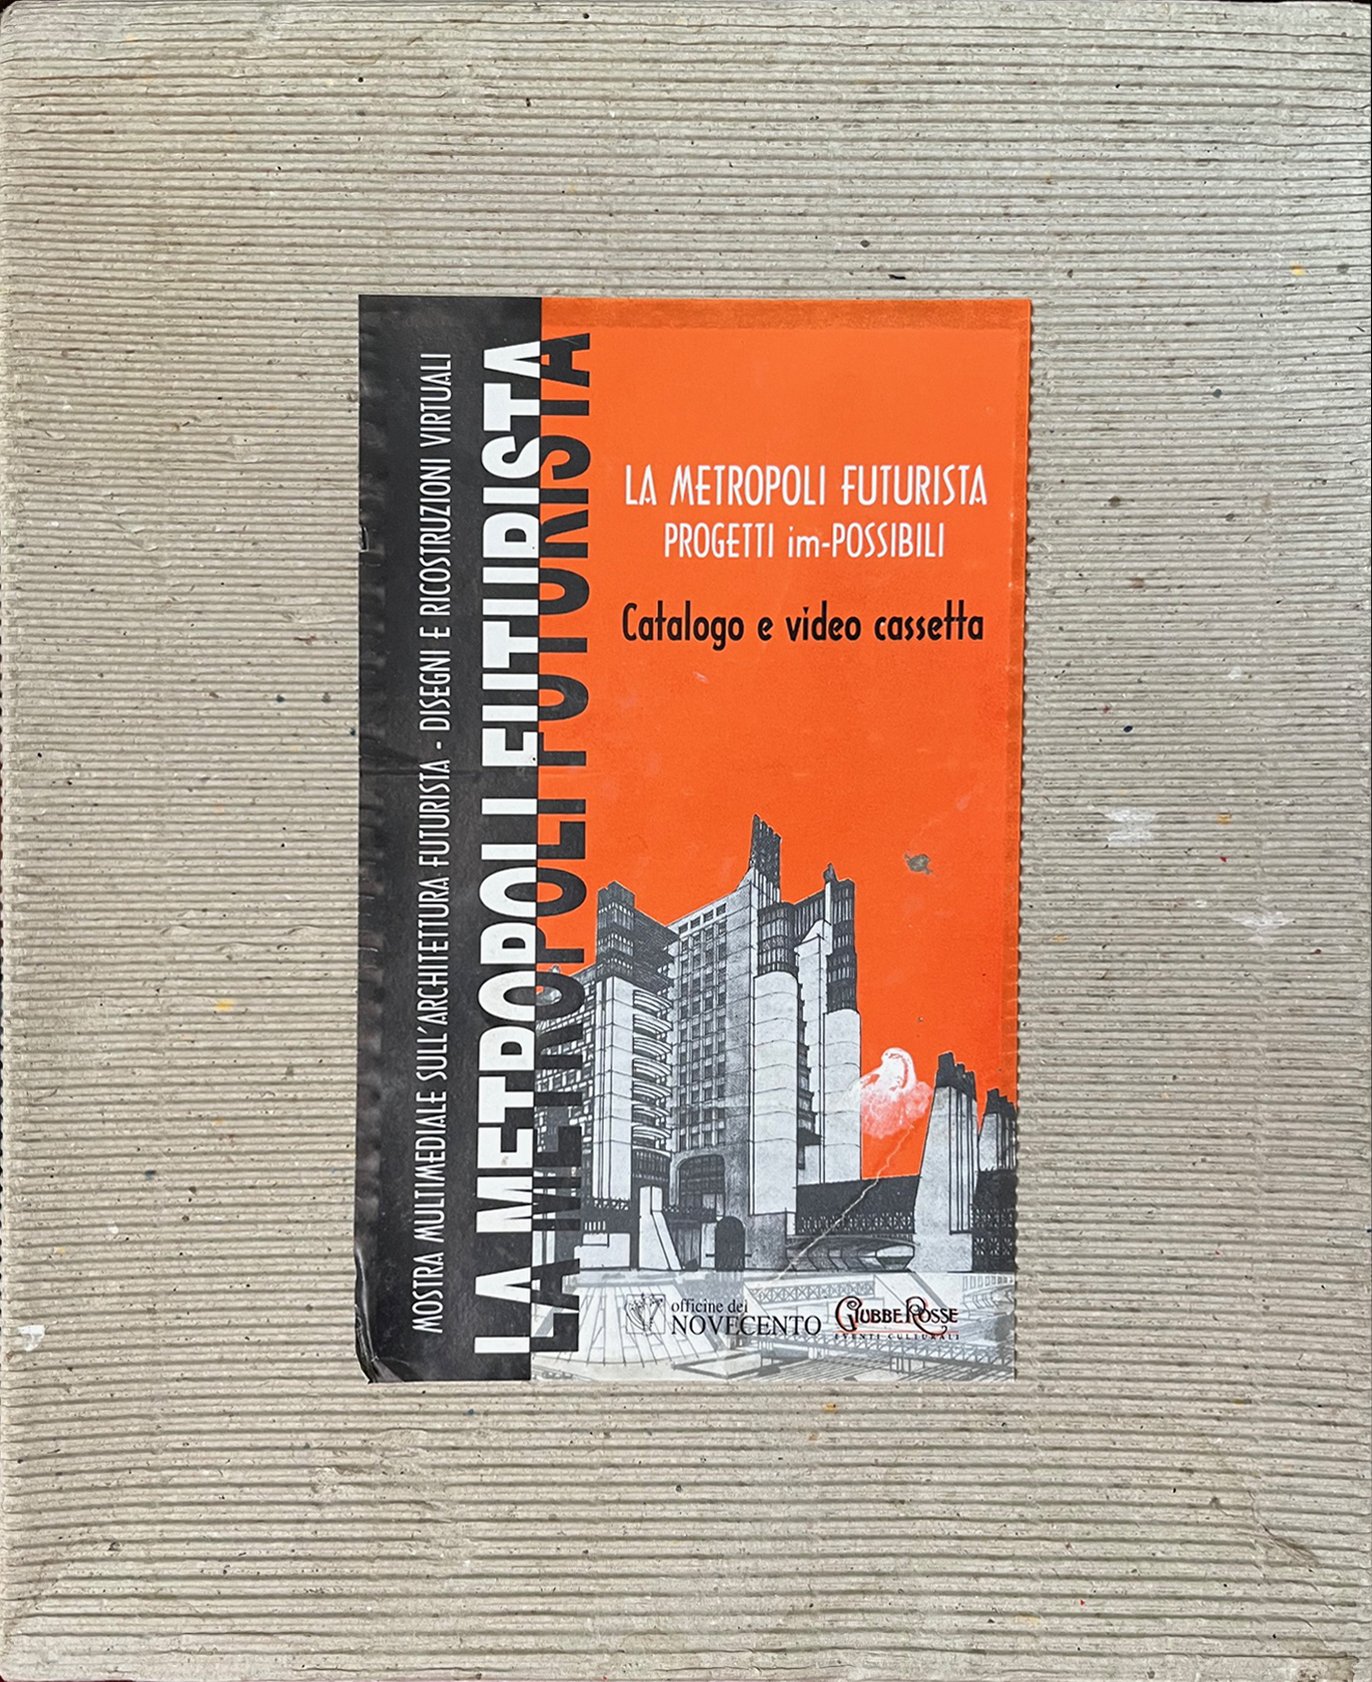 MOSTRA MULTIMEDIALE SULL'ARCHITETTURA FUTURISTA - DISEGNI E RICOSTRUZIONI VIRTUALI
LA METROPOLI FUTURISTA
LA METROPOLI FUTURISTA
LA METROPOLI FUTURISTA
PROGETTI im-POSSIBILI
Catalogo e video cassetta
officine del
NOVECENTO
GIUBBE ROSSE
EVENTI CULTURALI